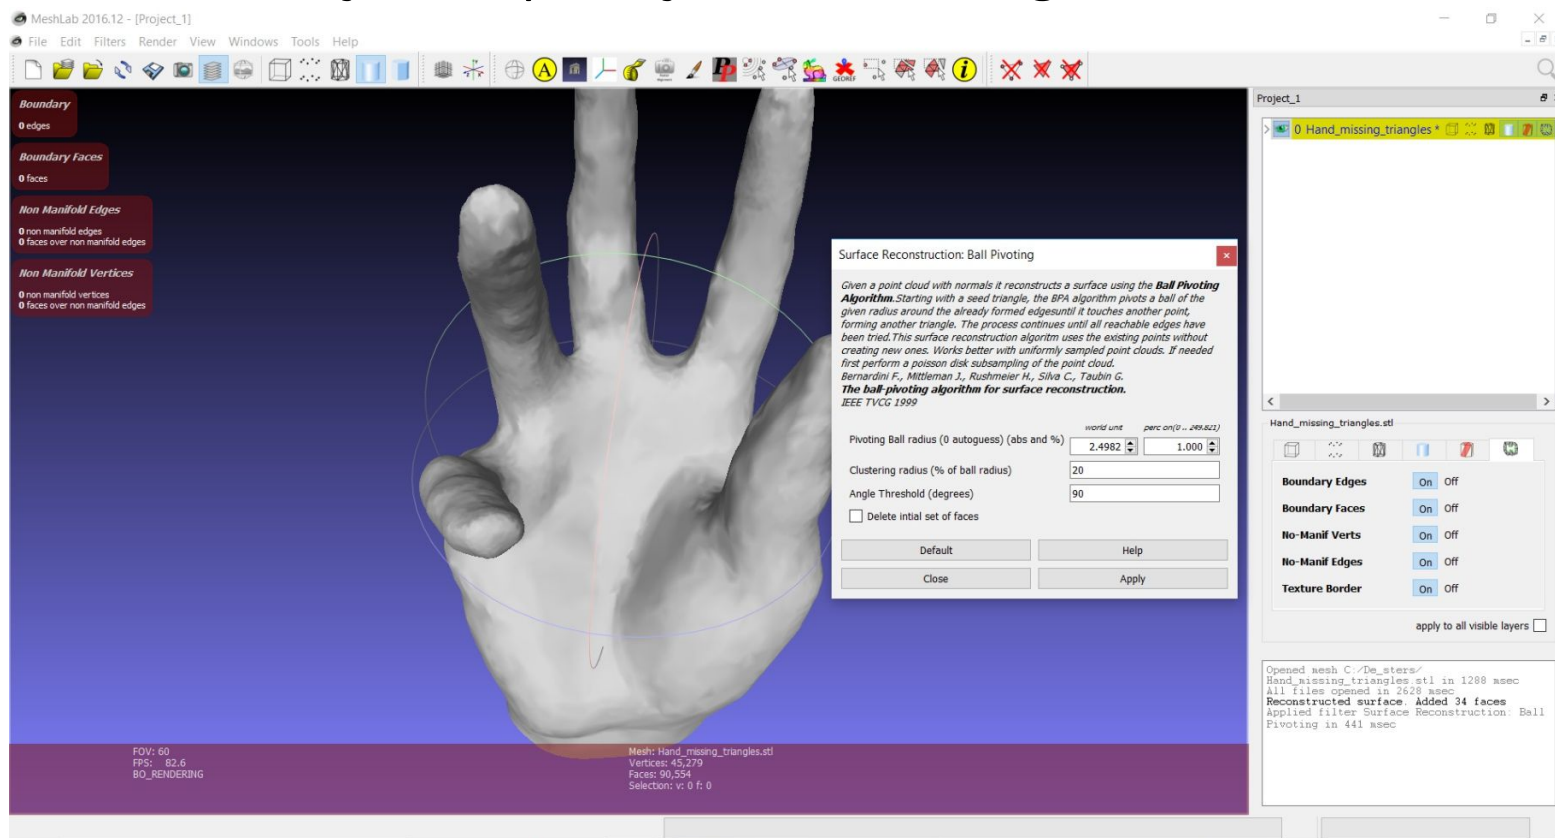 MeshLab 2016.12 - [Project_1]
File Edit Filters Render View Windows Tools Help
A
PP
GEOREF
i
Boundary
0 edges
Boundary Faces
0 faces
Non Manifold Edges
0 non manifold edges
0 faces over non manifold edges
Non Manifold Vertices
0 non manifold vertices
0 faces over non manifold edges
FOV: 60
FPS: 82.6
BO_RENDERING
Mesh: Hand_missing_triangles.stl
Vertices: 45,279
Faces: 90,554
Selection: v: 0 f: 0
Surface Reconstruction: Ball Pivoting
Given a point cloud with normals it reconstructs a surface using the Ball Pivoting
Algorithm.Starting with a seed triangle, the BPA algorithm pivots a ball of the
given radius around the already formed edgesuntil it touches another point,
forming another triangle. The process continues until all reachable edges have
been tried.This surface reconstruction algoritm uses the existing points without
creating new ones. Works better with uniformly sampled point clouds. If needed
first perform a poisson disk subsampling of the point cloud.
Bernardini F., Mittleman J., Rushmeier H., Silva C., Taubin G.
The ball-pivoting algorithm for surface reconstruction.
IEEE TVCG 1999
world unit perc on(0 .. 249.821)
Pivoting Ball radius (0 autoguess) (abs and %) 2.4982 1.000
Clustering radius (% of ball radius) 20
Angle Threshold (degrees) 90
Delete intial set of faces
Default Help
Close Apply
Project_1
0 Hand_missing_triangles *
Hand_missing_triangles.stl
Boundary Edges On Off
Boundary Faces On Off
No-Manif Verts On Off
No-Manif Edges On Off
Texture Border On Off
apply to all visible layers
Opened mesh C:/De_sters/
Hand_missing_triangles.stl in 1288 msec
All files opened in 2628 msec
Reconstructed surface. Added 34 faces
Applied filter Surface Reconstruction: Ball
Pivoting in 441 msec